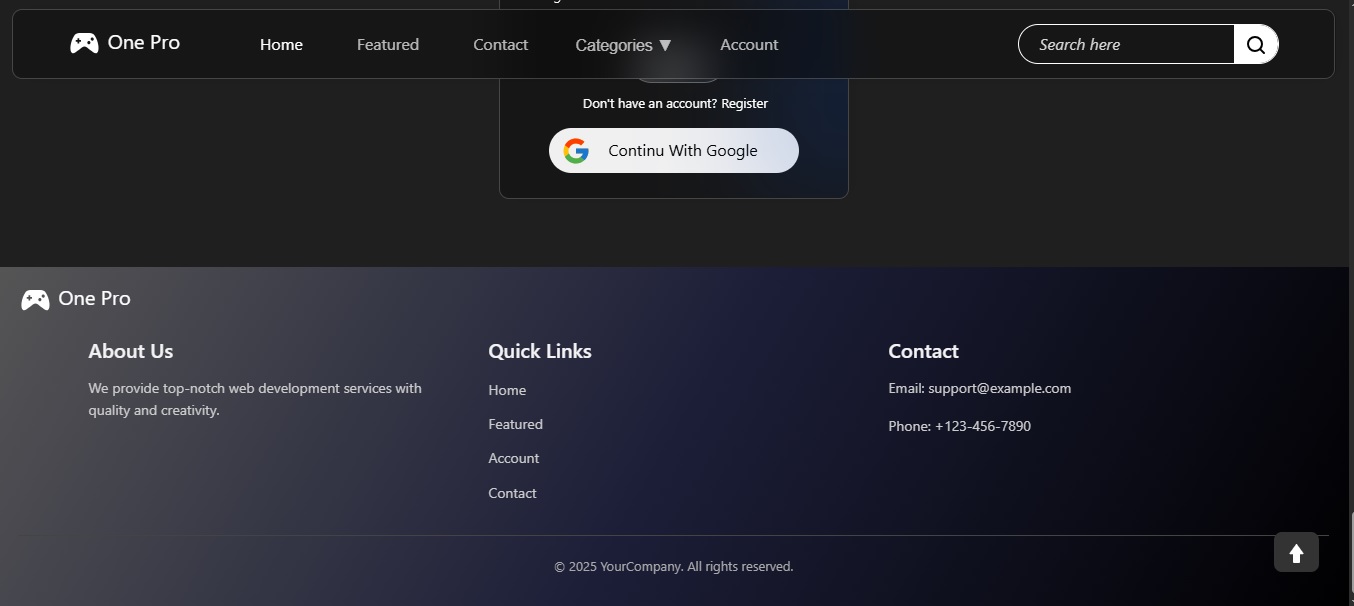 One Pro
Home
Featured
Contact
Categories ▼
Account
Search here
Don't have an account? Register
Continu With Google
One Pro
About Us
We provide top-notch web development services with
quality and creativity.
Quick Links
Home
Featured
Account
Contact
Contact
Email: support@example.com
Phone: +123-456-7890
© 2025 YourCompany. All rights reserved.